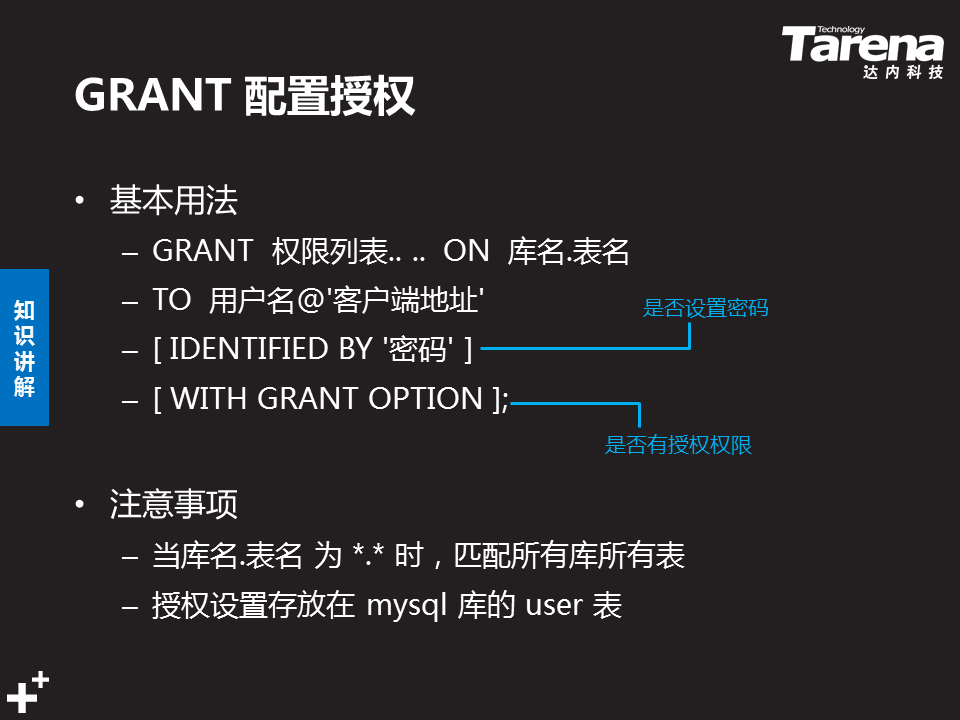 Technology
Tarena
达内科技
GRANT 配置授权
• 基本用法
– GRANT 权限列表.. .. ON 库名.表名
– TO 用户名@'客户端地址'
是否设置密码
– [ IDENTIFIED BY '密码' ]
– [ WITH GRANT OPTION ];
是否有授权权限
知识讲解
• 注意事项
– 当库名.表名 为 *.* 时，匹配所有库所有表
– 授权设置存放在 mysql 库的 user 表